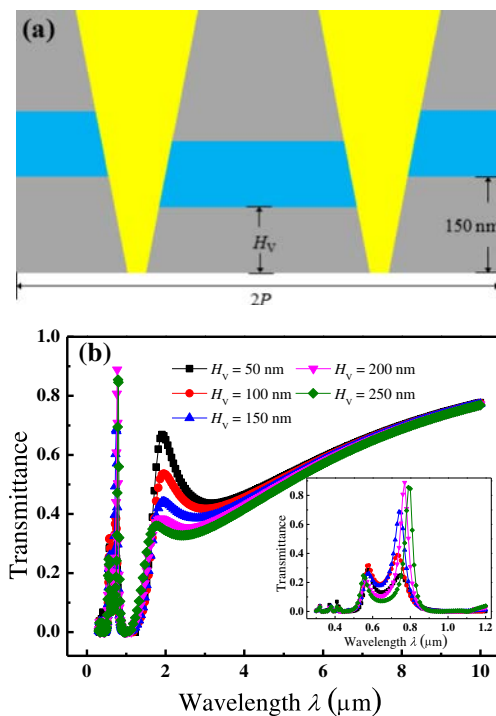 (a)
H_V
150 nm
2P
(b)
H_V = 50 nm
H_V = 200 nm
H_V = 100 nm
H_V = 250 nm
H_V = 150 nm
1.0
0.8
0.6
0.4
0.2
0.0
Transmittance
0 2 4 6 8 10
Wavelength λ (μm)
0.8
0.6
0.4
0.2
0.0
Transmittance
0.4 0.6 0.8 1.0 1.2
Wavelength λ (μm)